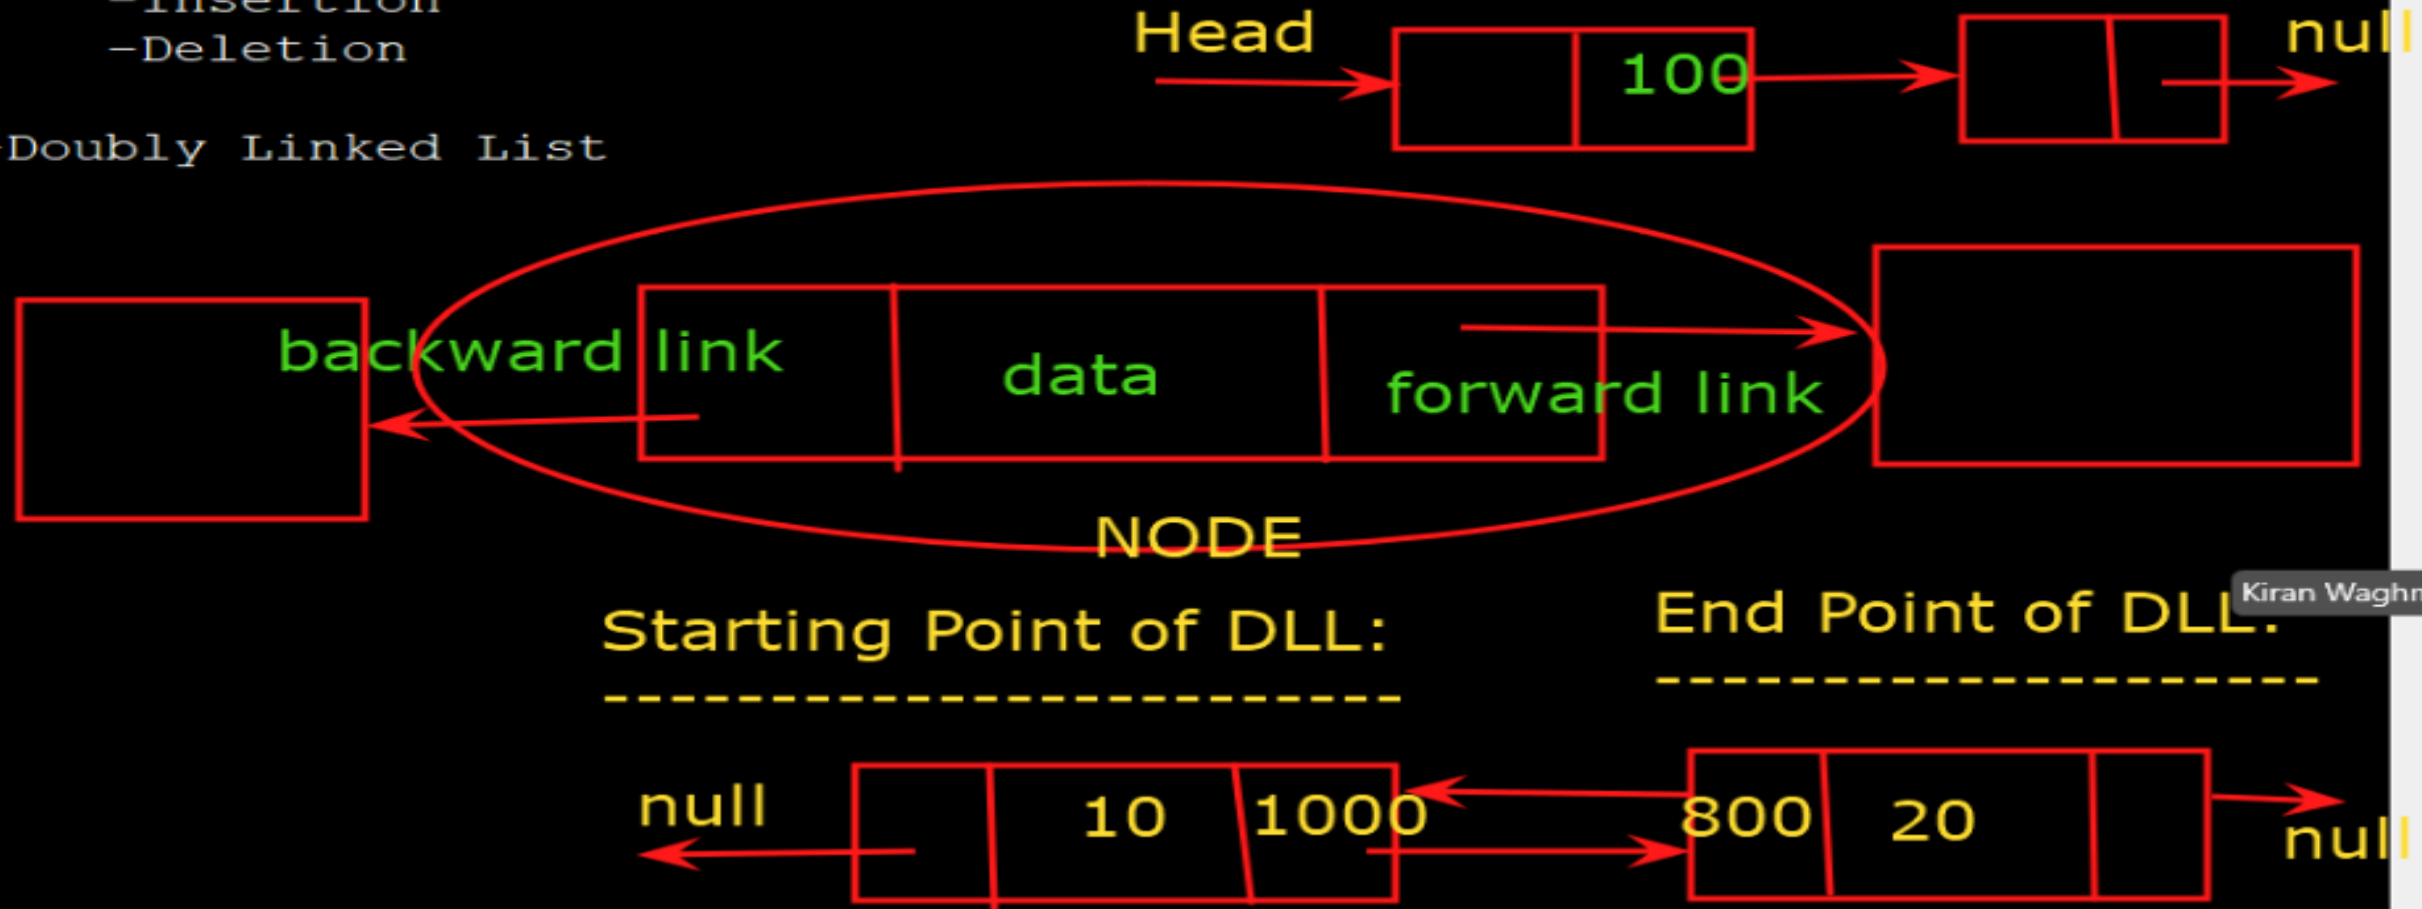 -Insertion
-Deletion
Head
100
null
Doubly Linked List
backward link
data
forward link
NODE
Starting Point of DLL:
------------------------
End Point of DLL:
--------------------
Kiran
null
10
1000
800
20
null